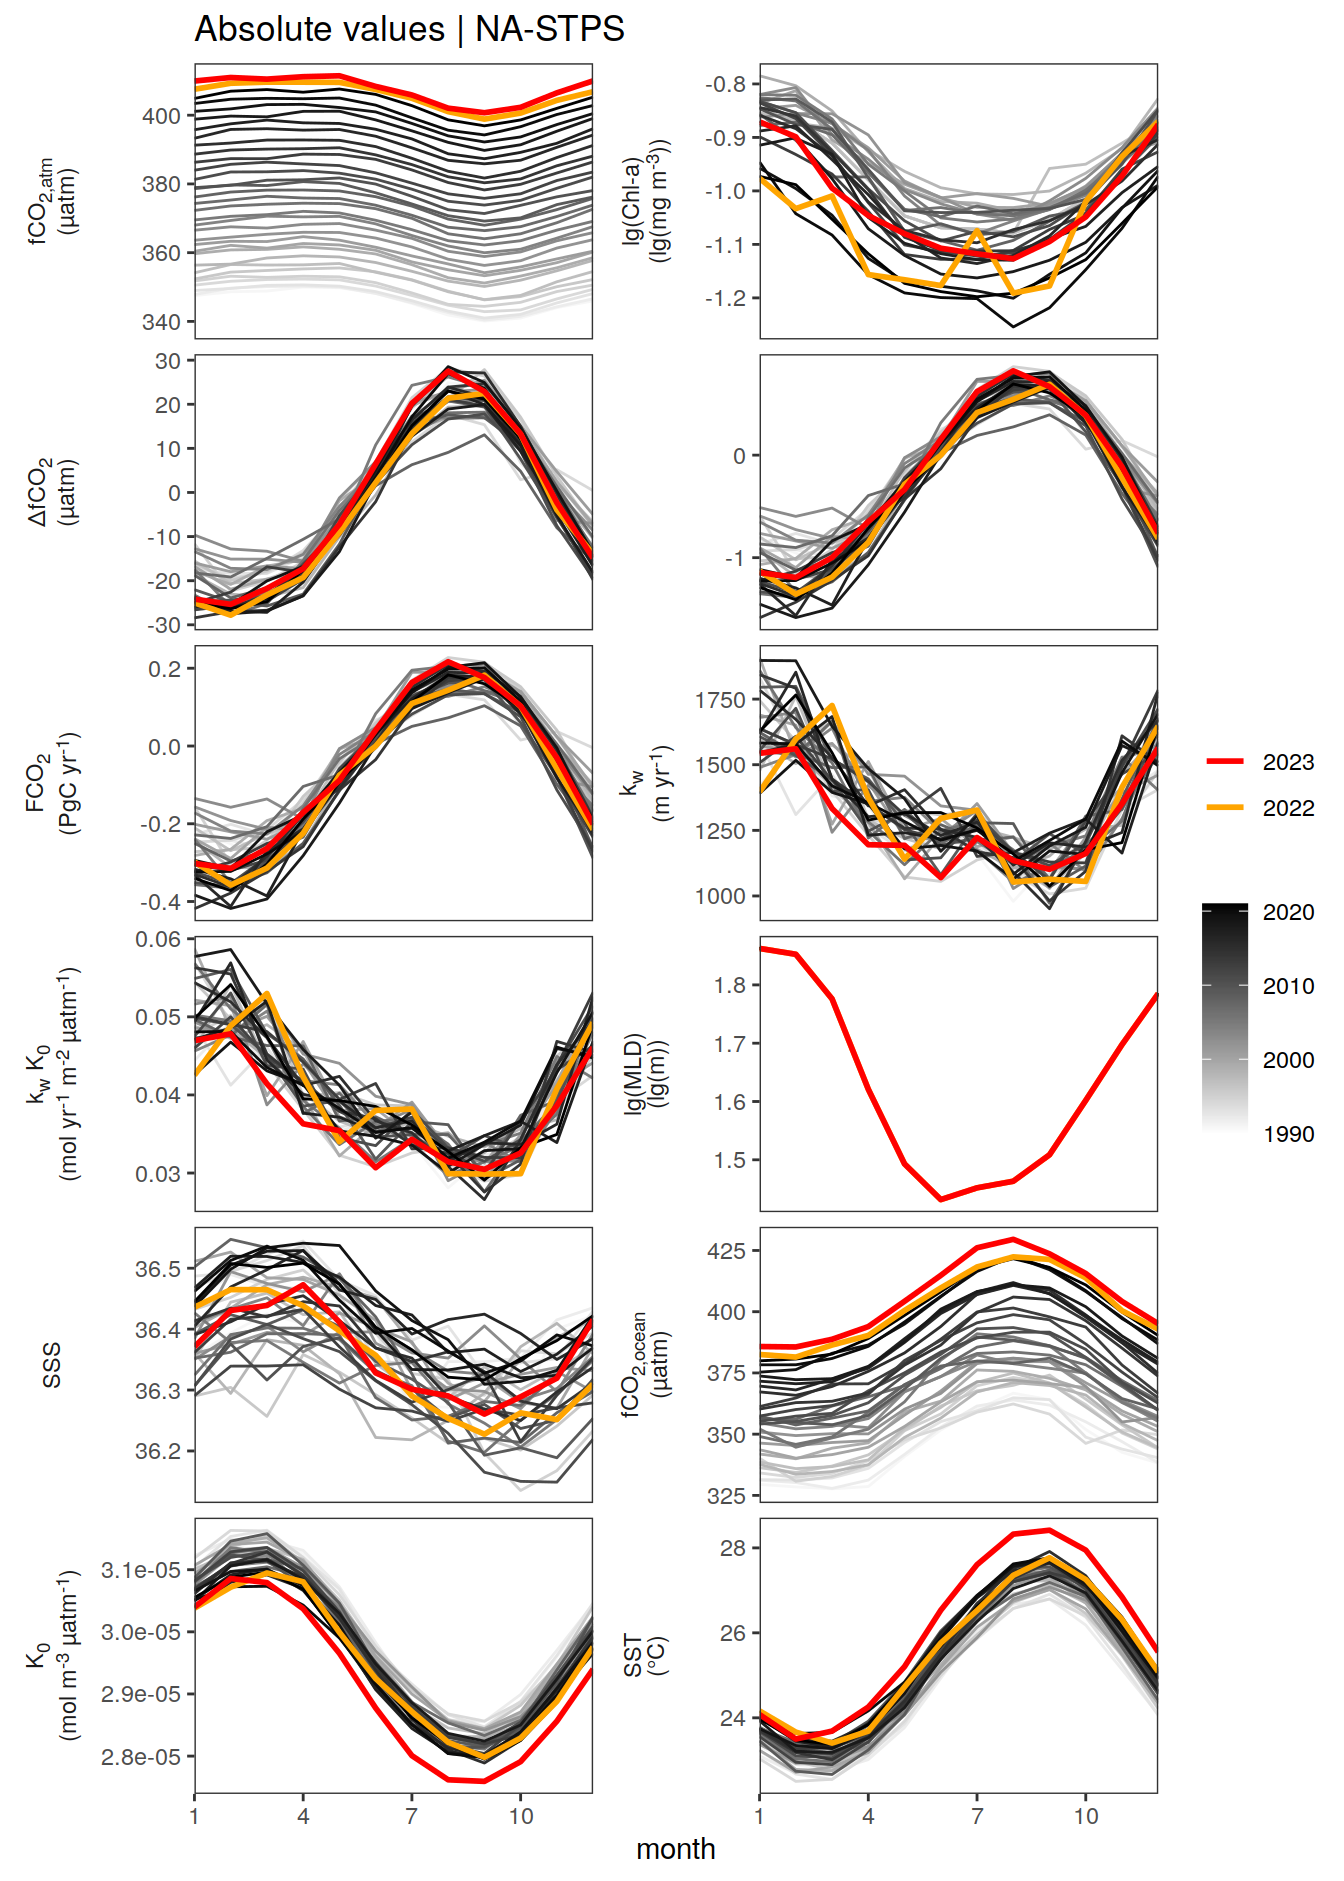 Absolute values | NA-STPS
fCO2,atm
(µatm)
400
380
360
340
lg(Chl-a)
(lg(mg m-3))
-0.8
-0.9
-1.0
-1.1
-1.2
ΔfCO2
(µatm)
30
20
10
0
-10
-20
-30
0
-1
FCO2
(PgC yr-1)
0.2
0.0
-0.2
-0.4
kw
(m yr-1)
1750
1500
1250
1000
kw K0
(mol yr-1 m-2 µatm-1)
0.06
0.05
0.04
0.03
lg(MLD)
(lg(m))
1.8
1.7
1.6
1.5
SSS
36.5
36.4
36.3
36.2
fCO2,ocean
(µatm)
425
400
375
350
325
K0
(mol m-3 µatm-1)
3.1e-05
3.0e-05
2.9e-05
2.8e-05
SST
(°C)
28
26
24
1 4 7 10
1 4 7 10
month
2023
2022
2020
2010
2000
1990